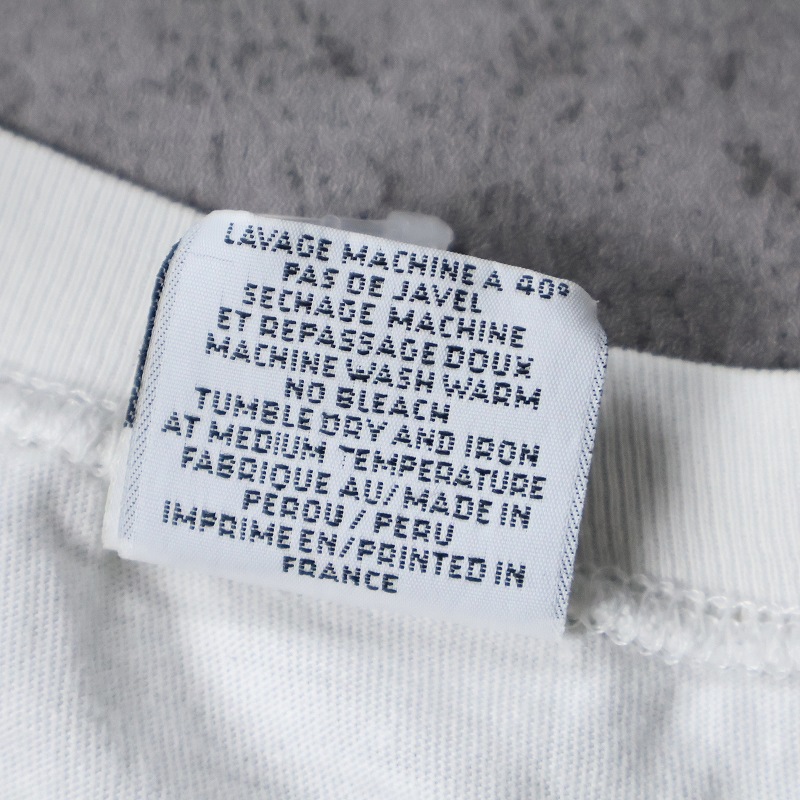 LAVAGE MACHINE A 40°
PAS DE JAVEL
SECHAGE MACHINE
ET REPASSAGE DOUX
MACHINE WASH WARM
NO BLEACH
TUMBLE DRY AND IRON
AT MEDIUM TEMPERATURE
FABRIQUE AU/MADE IN
PEROU / PERU
IMPRIME EN/PRINTED IN
FRANCE